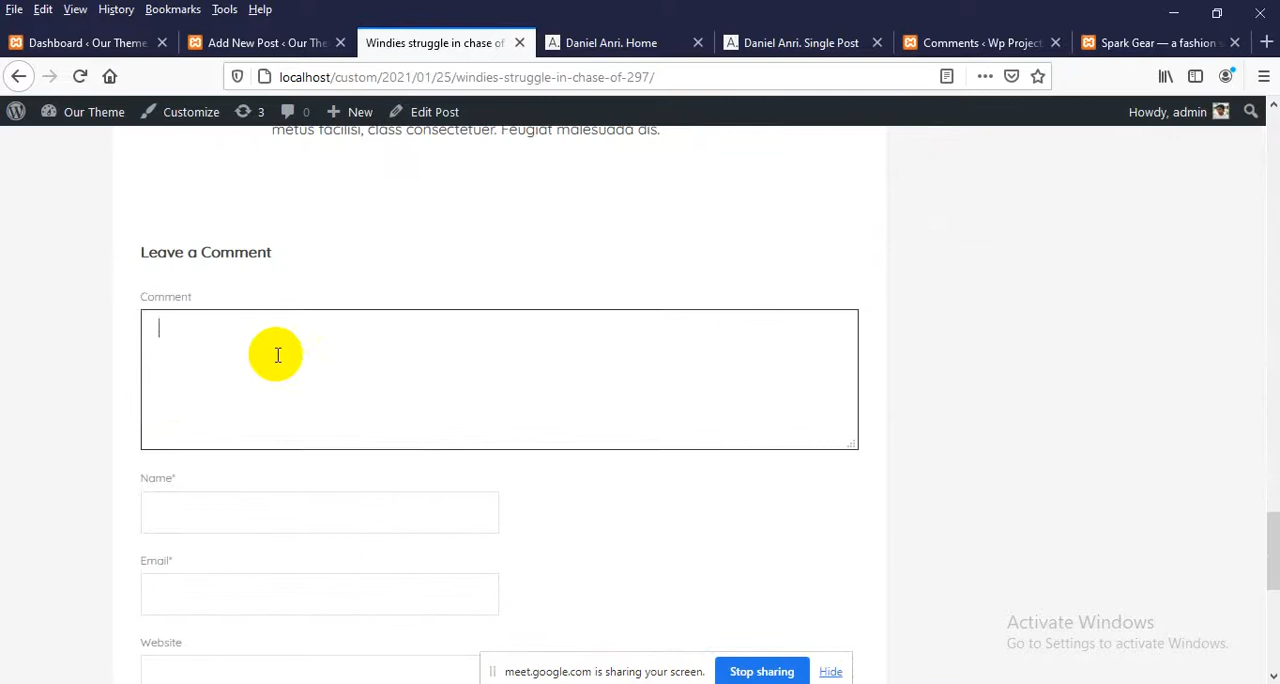 File Edit View History Bookmarks Tools Help
Dashboard ‹ Our Theme Add New Post ‹ Our The Windies struggle in chase of Daniel Anri. Home Daniel Anri. Single Post Comments ‹ Wp Project Spark Gear — a fashion s
localhost/custom/2021/01/25/windies-struggle-in-chase-of-297/
Our Theme Customize 3 0 New Edit Post Howdy, admin
metus facilisi, class consectetuer. Feugiat malesuada dis.
Leave a Comment
Comment
Name*
Email*
Website
Activate Windows
Go to Settings to activate Windows.
meet.google.com is sharing your screen. Stop sharing Hide